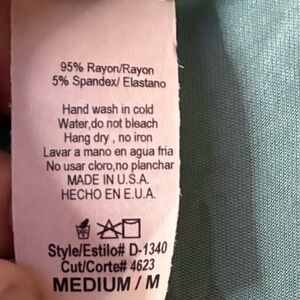 95% Rayon/Rayon
5% Spandex/ Elastano
Hand wash in cold
Water,do not bleach
Hang dry , no iron
Lavar a mano en agua fria
No usar cloro,no planchar
MADE IN U.S.A.
HECHO EN E.U.A.
Style/Estilo# D-1340
Cut/Corte# 4623
MEDIUM / M